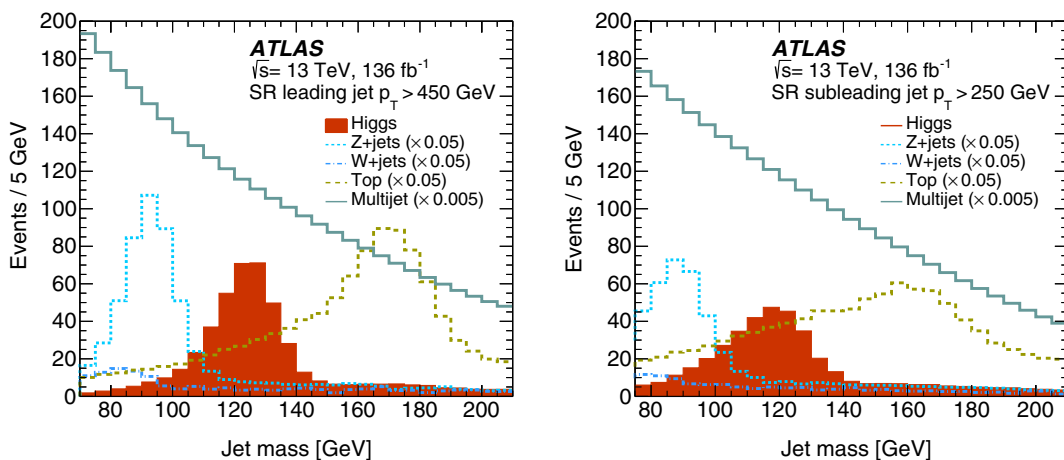 Events / 5 GeV
200
180
160
140
120
100
80
60
40
20
0
ATLAS
√s= 13 TeV, 136 fb⁻¹
SR leading jet p_T > 450 GeV
Higgs
Z+jets (×0.05)
W+jets (×0.05)
Top (×0.05)
Multijet (×0.005)
80 100 120 140 160 180 200
Jet mass [GeV]
Events / 5 GeV
200
180
160
140
120
100
80
60
40
20
0
ATLAS
√s= 13 TeV, 136 fb⁻¹
SR subleading jet p_T > 250 GeV
Higgs
Z+jets (×0.05)
W+jets (×0.05)
Top (×0.05)
Multijet (×0.005)
80 100 120 140 160 180 200
Jet mass [GeV]